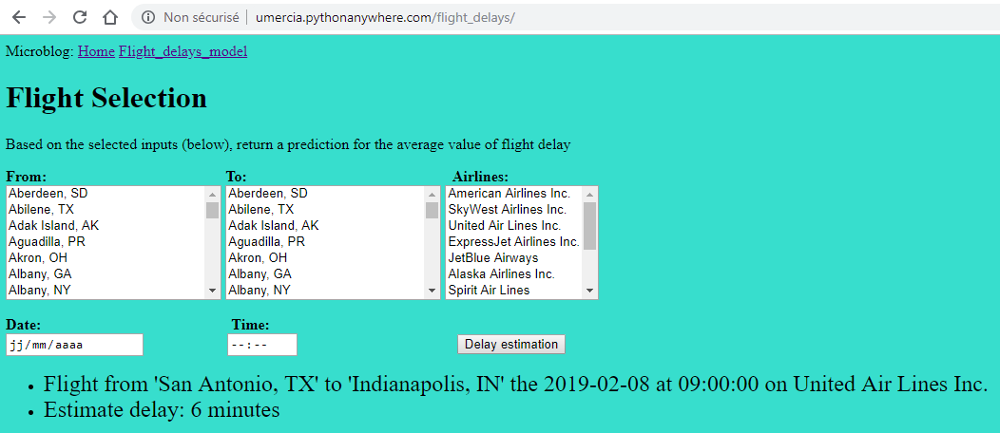 Non sécurisé | umercia.pythonanywhere.com/flight_delays/
Microblog: Home Flight_delays_model
Flight Selection
Based on the selected inputs (below), return a prediction for the average value of flight delay
From: To: Airlines:
Aberdeen, SD Aberdeen, SD American Airlines Inc.
Abilene, TX Abilene, TX SkyWest Airlines Inc.
Adak Island, AK Adak Island, AK United Air Lines Inc.
Aguadilla, PR Aguadilla, PR ExpressJet Airlines Inc.
Akron, OH Akron, OH JetBlue Airways
Albany, GA Albany, GA Alaska Airlines Inc.
Albany, NY Albany, NY Spirit Air Lines
Date: Time:
jj/mm/aaaa --:-- Delay estimation
• Flight from 'San Antonio, TX' to 'Indianapolis, IN' the 2019-02-08 at 09:00:00 on United Air Lines Inc.
• Estimate delay: 6 minutes